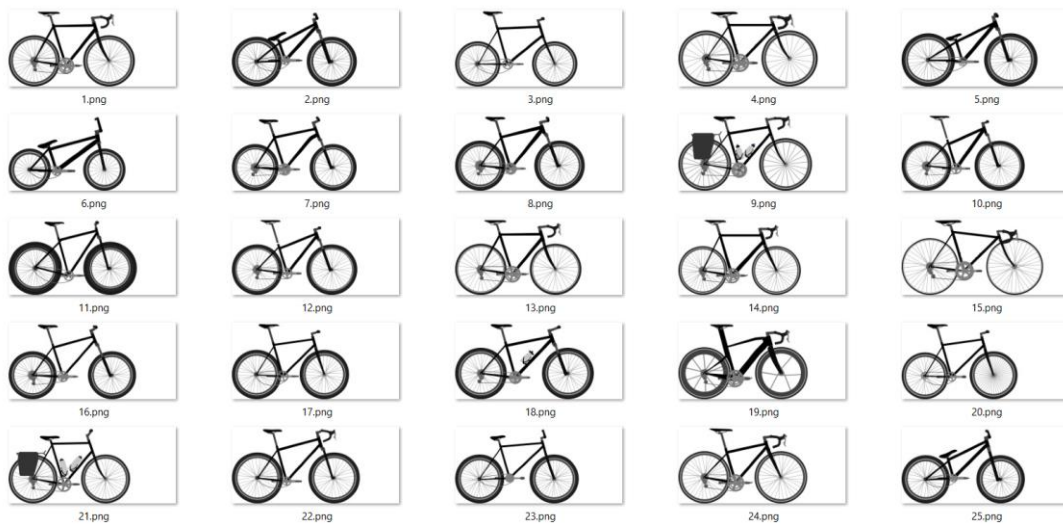 1.png 2.png 3.png 4.png 5.png
6.png 7.png 8.png 9.png 10.png
11.png 12.png 13.png 14.png 15.png
16.png 17.png 18.png 19.png 20.png
21.png 22.png 23.png 24.png 25.png